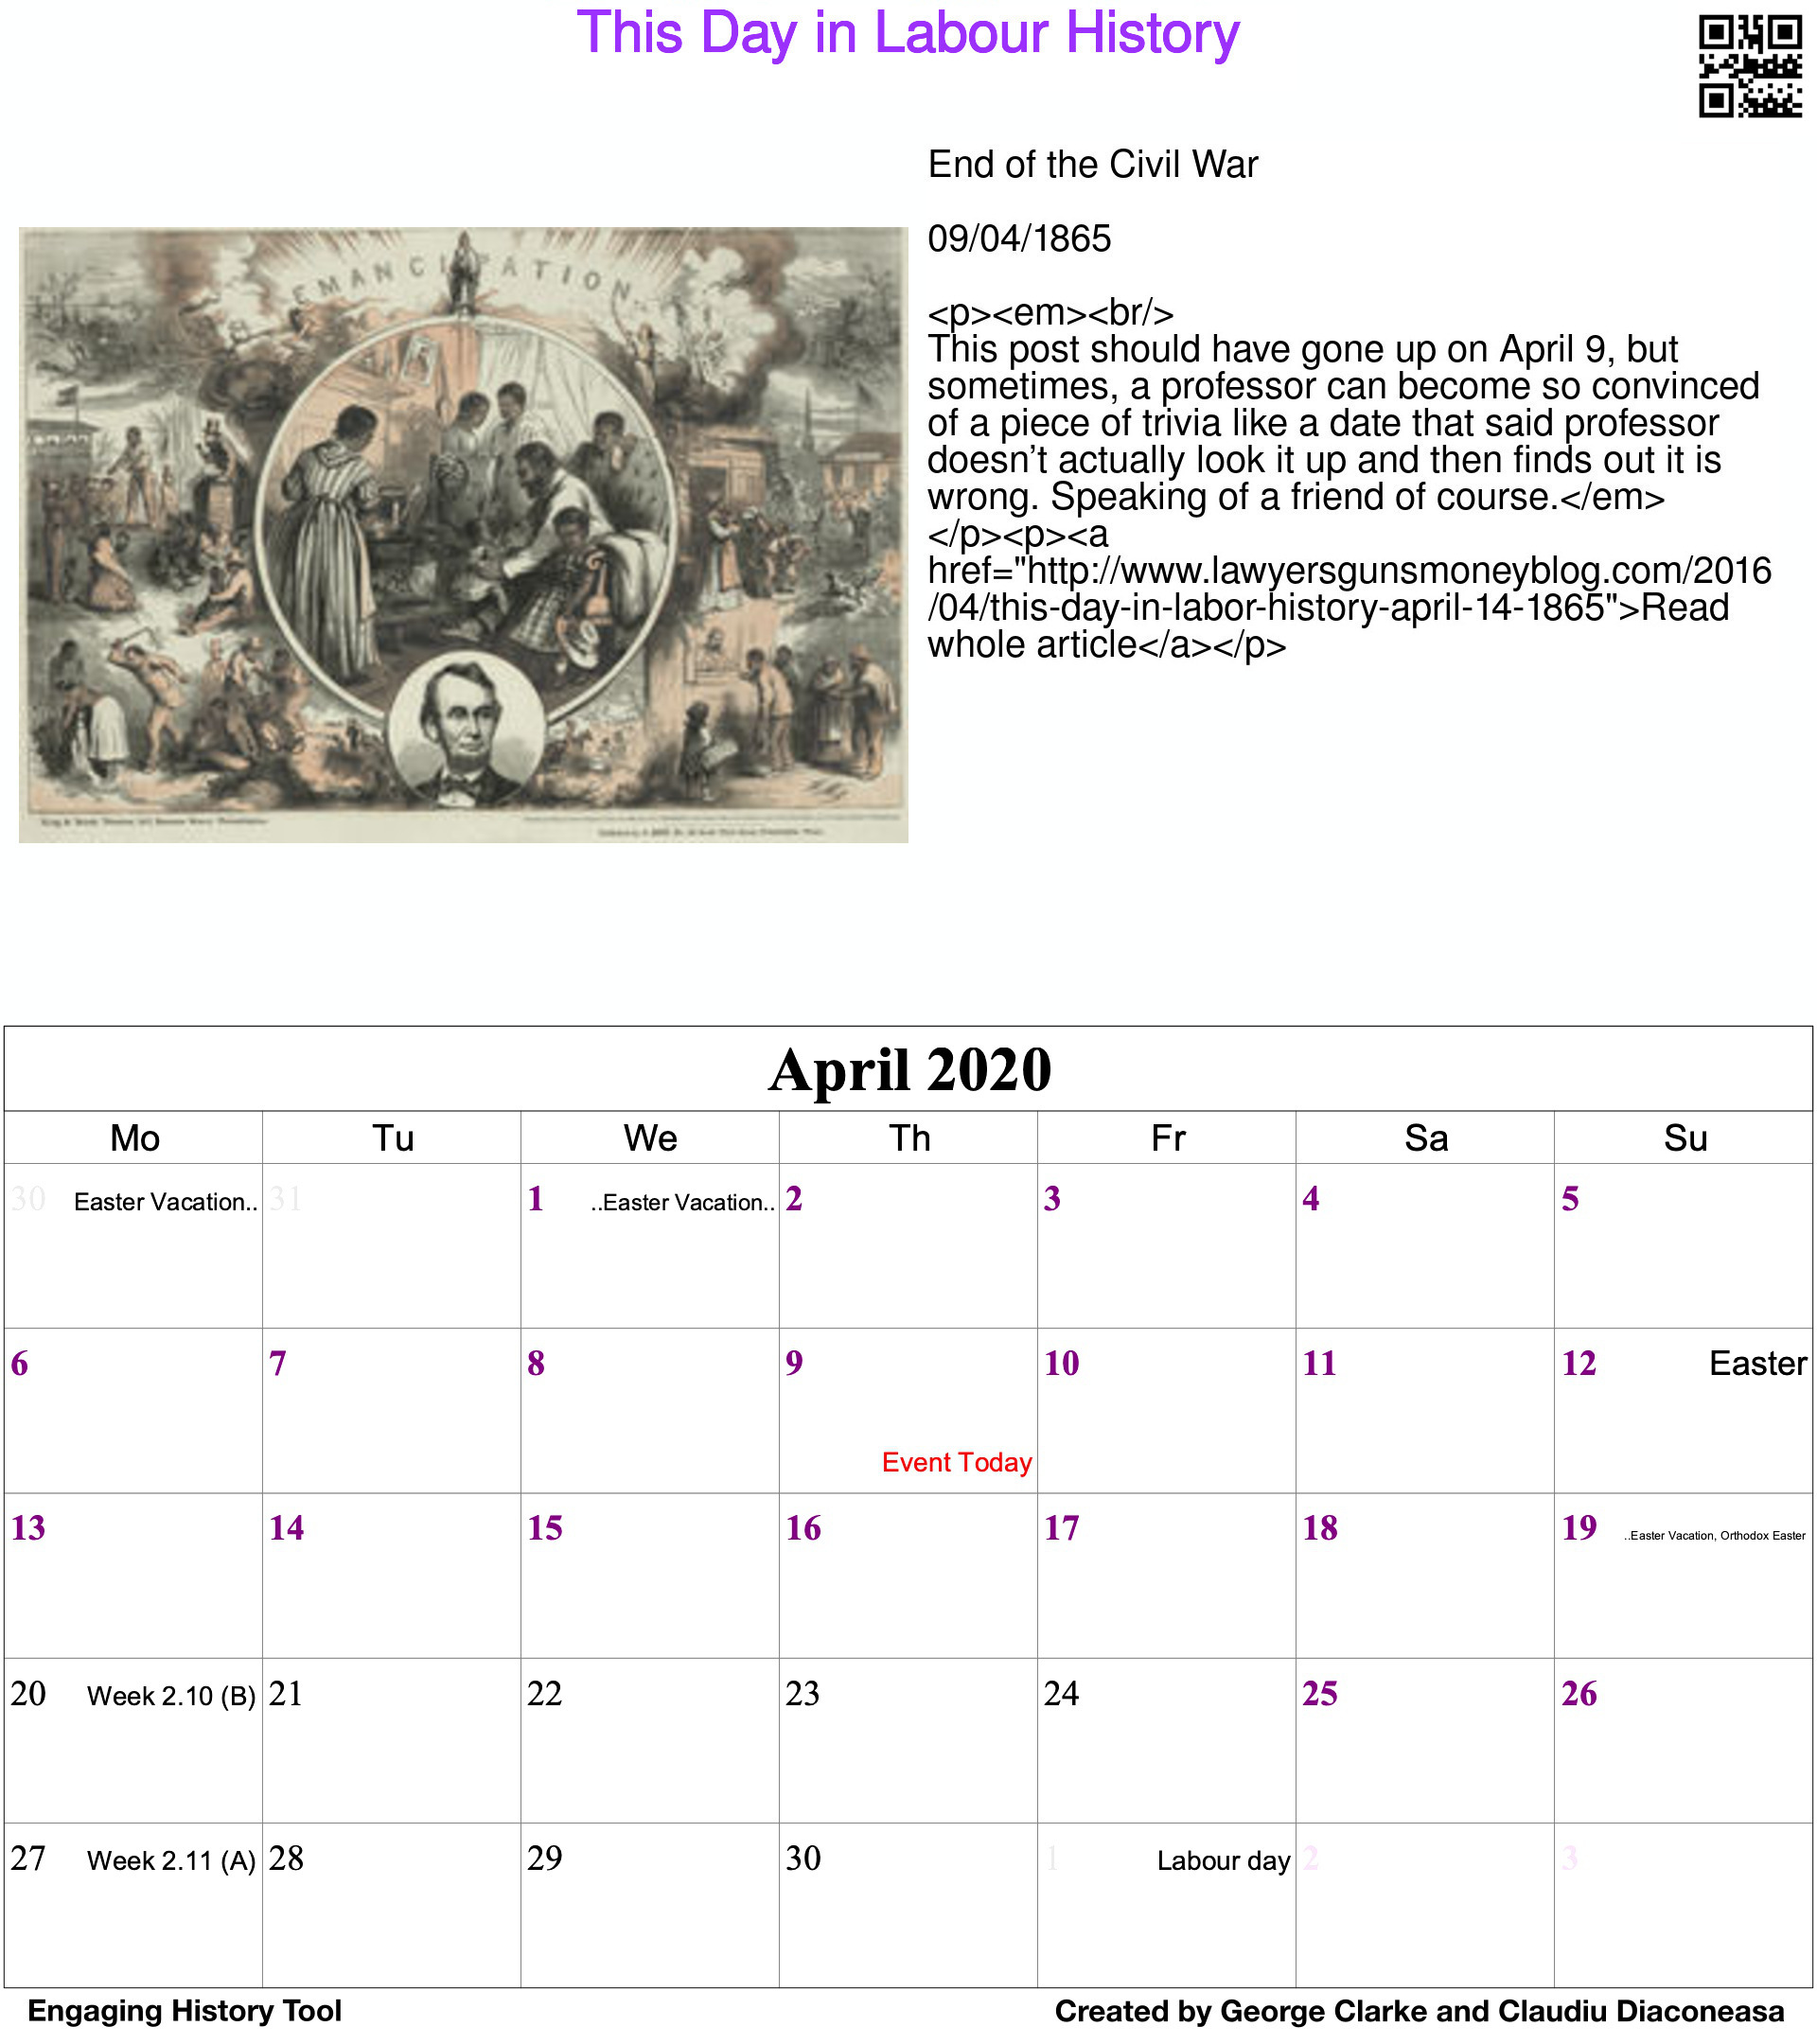 This Day in Labour History
End of the Civil War
09/04/1865
<p><em><br/>
This post should have gone up on April 9, but
sometimes, a professor can become so convinced
of a piece of trivia like a date that said professor
doesn’t actually look it up and then finds out it is
wrong. Speaking of a friend of course.</em>
</p><p><a
href="http://www.lawyersgunsmoneyblog.com/2016
/04/this-day-in-labor-history-april-14-1865">Read
whole article</a></p>
EMANCIPATION
April 2020
Mo Tu We Th Fr Sa Su
30 Easter Vacation.. 31 1 ..Easter Vacation.. 2 3 4 5
6 7 8 9 10 11 12 Easter
Event Today
13 14 15 16 17 18 19 ..Easter Vacation, Orthodox Easter
20 Week 2.10 (B) 21 22 23 24 25 26
27 Week 2.11 (A) 28 29 30 1 Labour day 2 3
Engaging History Tool Created by George Clarke and Claudiu Diaconeasa